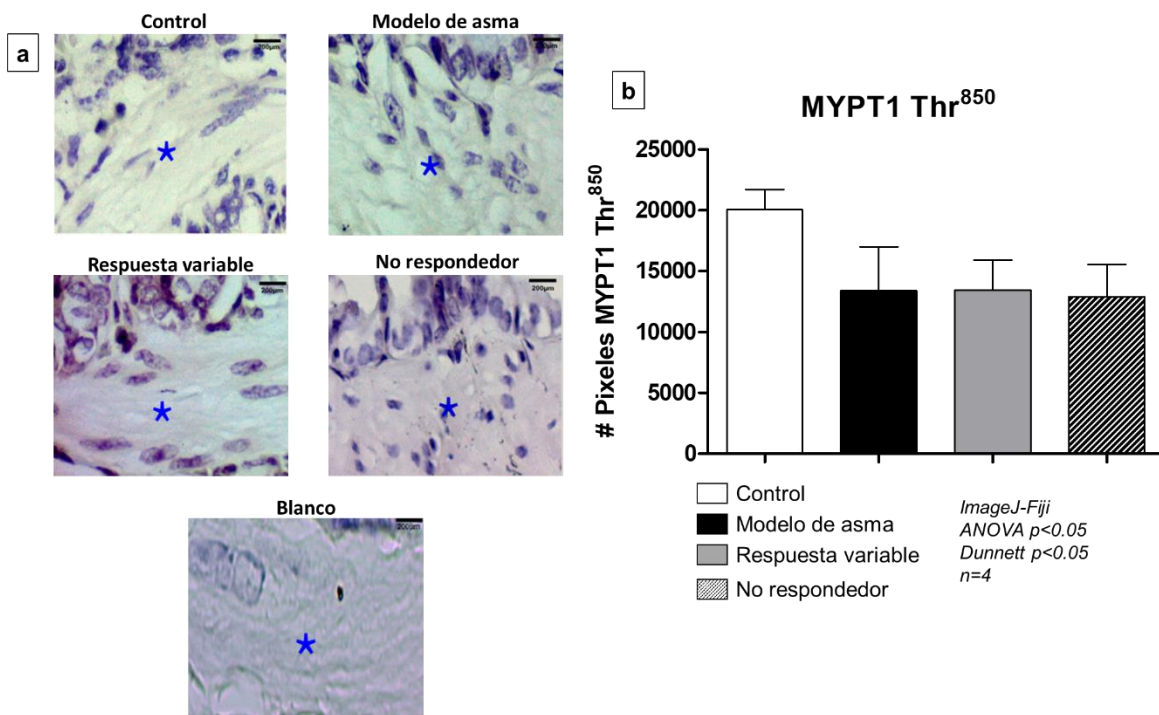 a
Control
200µm
Modelo de asma
200µm
Respuesta variable
200µm
No respondedor
200µm
Blanco
200µm
b
MYPT1 Thr850
# Pixeles MYPT1 Thr850
25000
20000
15000
10000
5000
0
Control
Modelo de asma
Respuesta variable
No respondedor
ImageJ-Fiji
ANOVA p<0.05
Dunnett p<0.05
n=4